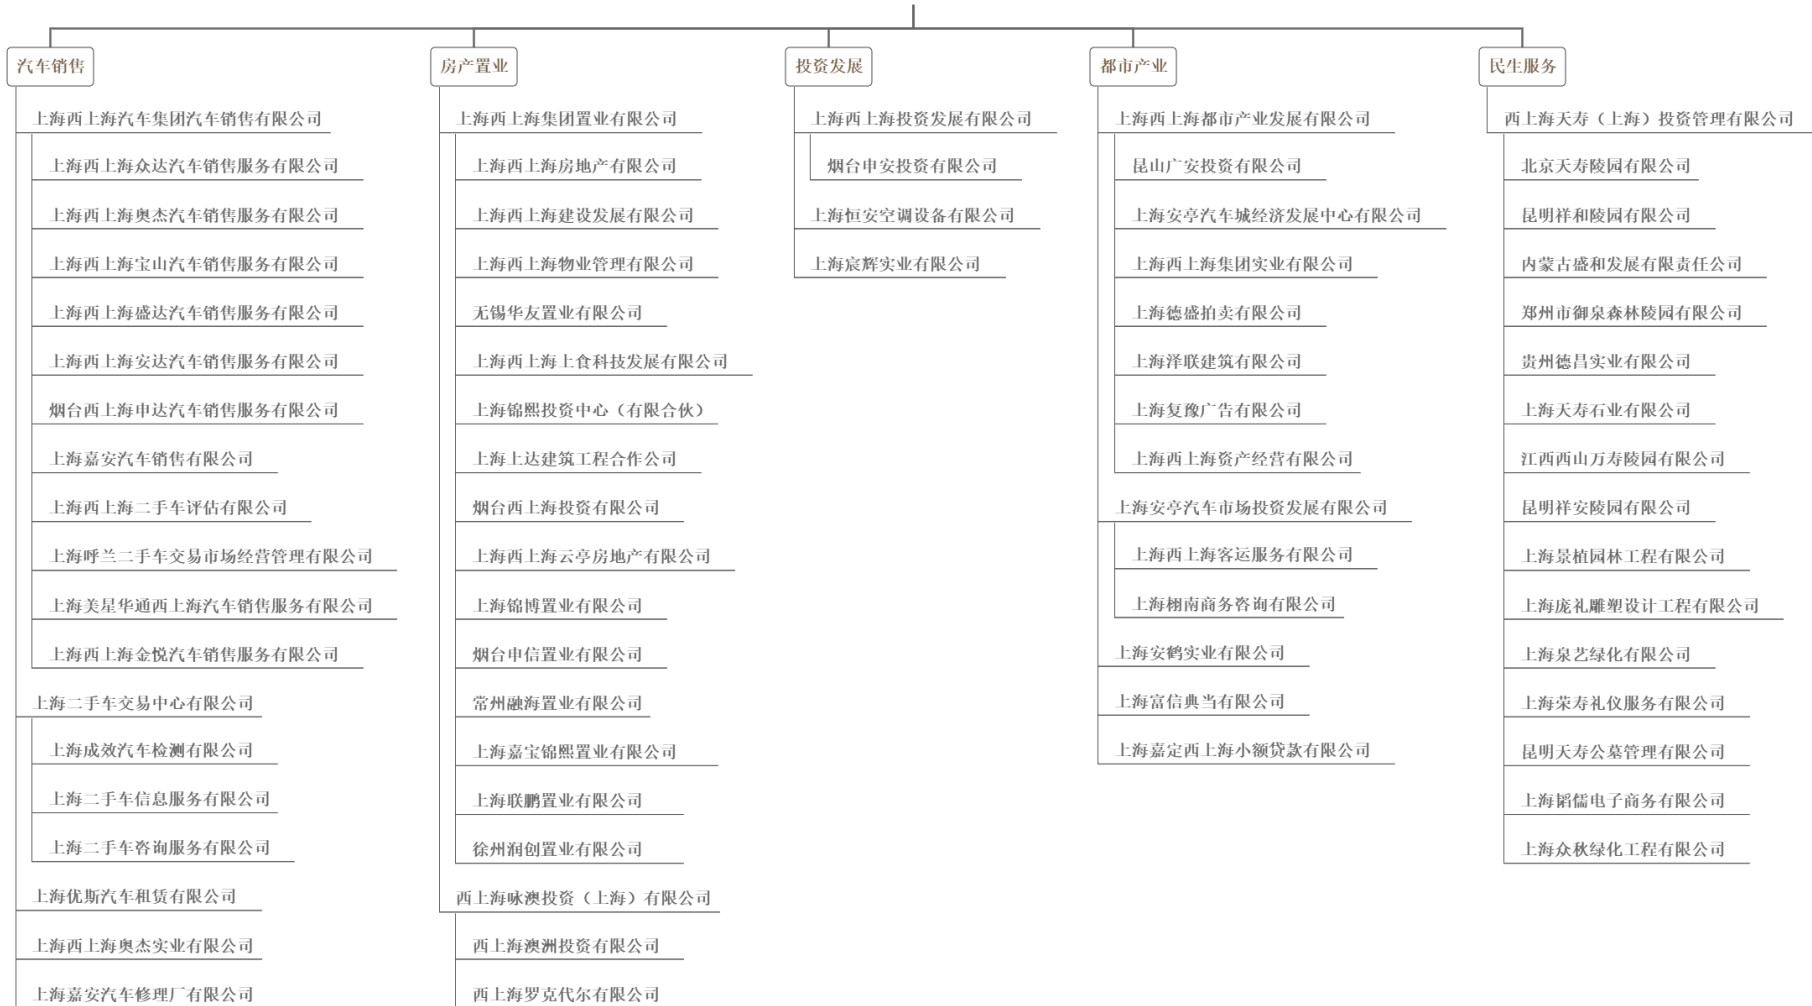 汽车销售
上海西上海汽车集团汽车销售有限公司
上海西上海众达汽车销售服务有限公司
上海西上海奥杰汽车销售服务有限公司
上海西上海宝山汽车销售服务有限公司
上海西上海盛达汽车销售服务有限公司
上海西上海安达汽车销售服务有限公司
烟台西上海申达汽车销售服务有限公司
上海嘉安汽车销售有限公司
上海西上海二手车评估有限公司
上海呼兰二手车交易市场经营管理有限公司
上海美星华通西上海汽车销售服务有限公司
上海西上海金悦汽车销售服务有限公司
上海二手车交易中心有限公司
上海成效汽车检测有限公司
上海二手车信息服务有限公司
上海二手车咨询服务有限公司
上海优斯汽车租赁有限公司
上海西上海奥杰实业有限公司
上海嘉安汽车修理厂有限公司
房产置业
上海西上海集团置业有限公司
上海西上海房地产有限公司
上海西上海建设发展有限公司
上海西上海物业管理有限公司
无锡华友置业有限公司
上海西上海上食科技发展有限公司
上海锦熙投资中心（有限合伙）
上海上达建筑工程合作公司
烟台西上海投资有限公司
上海西上海云亭房地产有限公司
上海锦博置业有限公司
烟台申信置业有限公司
常州融海置业有限公司
上海嘉宝锦熙置业有限公司
上海联鹏置业有限公司
徐州润创置业有限公司
西上海咏澳投资（上海）有限公司
西上海澳洲投资有限公司
西上海罗克代尔有限公司
投资发展
上海西上海投资发展有限公司
烟台申安投资有限公司
上海恒安空调设备有限公司
上海宸辉实业有限公司
都市产业
上海西上海都市产业发展有限公司
昆山广安投资有限公司
上海安亭汽车城经济发展中心有限公司
上海西上海集团实业有限公司
上海德盛拍卖有限公司
上海泽联建筑有限公司
上海复豫广告有限公司
上海西上海资产经营有限公司
上海安亭汽车市场投资发展有限公司
上海西上海客运服务有限公司
上海栩南商务咨询有限公司
上海安鹤实业有限公司
上海富信典当有限公司
上海嘉定西上海小额贷款有限公司
民生服务
西上海天寿（上海）投资管理有限公司
北京天寿陵园有限公司
昆明祥和陵园有限公司
内蒙古盛和发展有限责任公司
郑州市御泉森林陵园有限公司
贵州德昌实业有限公司
上海天寿石业有限公司
江西西山万寿陵园有限公司
昆明祥安陵园有限公司
上海景植园林工程有限公司
上海庞礼雕塑设计工程有限公司
上海泉艺绿化有限公司
上海荣寿礼仪服务有限公司
昆明天寿公墓管理有限公司
上海韬儒电子商务有限公司
上海众秋绿化工程有限公司